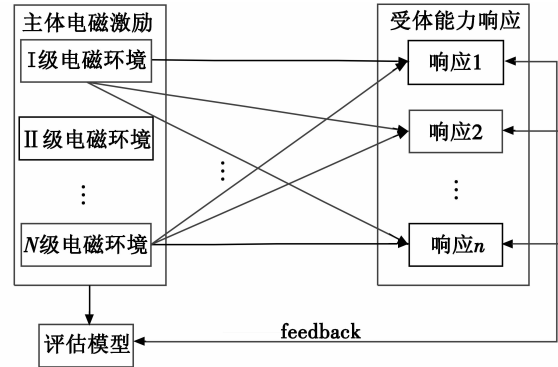 主体电磁激励
I级电磁环境
II级电磁环境
⋮
N级电磁环境
⋮
受体能力响应
响应1
响应2
⋮
响应n
评估模型
feedback